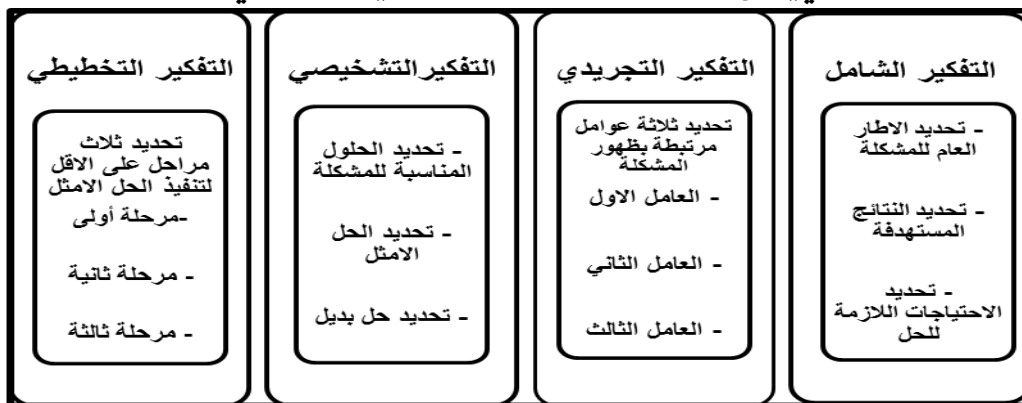 التفكير الشامل
- تحديد الاطار
العام للمشكلة
- تحديد النتائج
المستهدفة
- تحديد
الاحتياجات اللازمة
للحل
التفكير التجريدي
تحديد ثلاثة عوامل
مرتبطة بظهور
المشكلة
- العامل الاول
- العامل الثاني
- العامل الثالث
التفكير التشخيصي
- تحديد الحلول
المناسبة للمشكلة
- تحديد الحل
الامثل
- تحديد حل بديل
التفكير التخطيطي
تحديد ثلاث
مراحل على الاقل
لتنفيذ الحل الامثل
-مرحلة أولى
- مرحلة ثانية
- مرحلة ثالثة